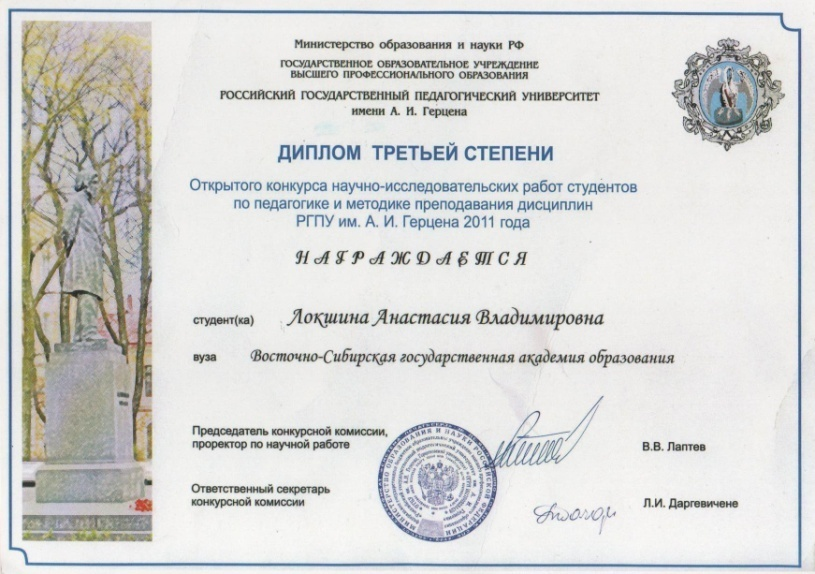 Министерство образования и науки РФ
ГОСУДАРСТВЕННОЕ ОБРАЗОВАТЕЛЬНОЕ УЧРЕЖДЕНИЕ
ВЫСШЕГО ПРОФЕССИОНАЛЬНОГО ОБРАЗОВАНИЯ
РОССИЙСКИЙ ГОСУДАРСТВЕННЫЙ ПЕДАГОГИЧЕСКИЙ УНИВЕРСИТЕТ
имени А. И. Герцена
ДИПЛОМ ТРЕТЬЕЙ СТЕПЕНИ
Открытого конкурса научно-исследовательских работ студентов
по педагогике и методике преподавания дисциплин
РГПУ им. А. И. Герцена 2011 года
НАГРАЖДАЕТСЯ
студент(ка) Локшина Анастасия Владимировна
вуза Восточно-Сибирская государственная академия образования
Председатель конкурсной комиссии,
проректор по научной работе
В.В. Лаптев
Ответственный секретарь
конкурсной комиссии
Л.И. Даргевичене